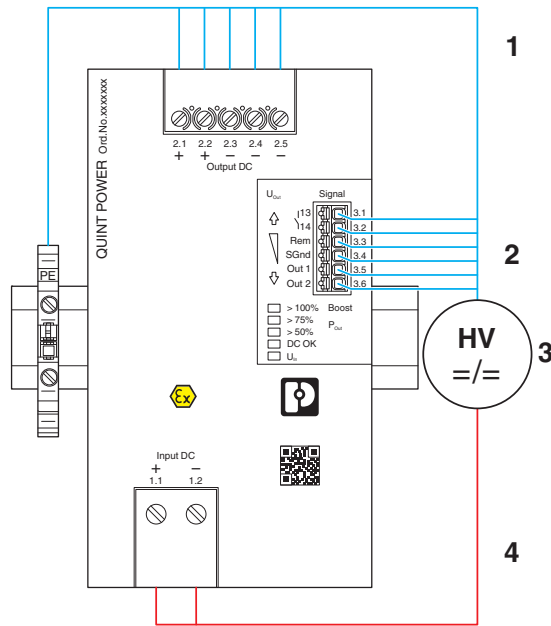 1
2.1 2.2 2.3 2.4 2.5
+ + − − −
Output DC
QUINT POWER Ord.No.xxxxxxx
UOut Signal
13 3.1
14 3.2
Rem 3.3
SGnd 3.4
Out 1 3.5
Out 2 3.6
2
PE
> 100% Boost
> 75%
POut
> 50%
DC OK
UIn
HV
=/=
3
Ex
Input DC
+ −
1.1 1.2
4